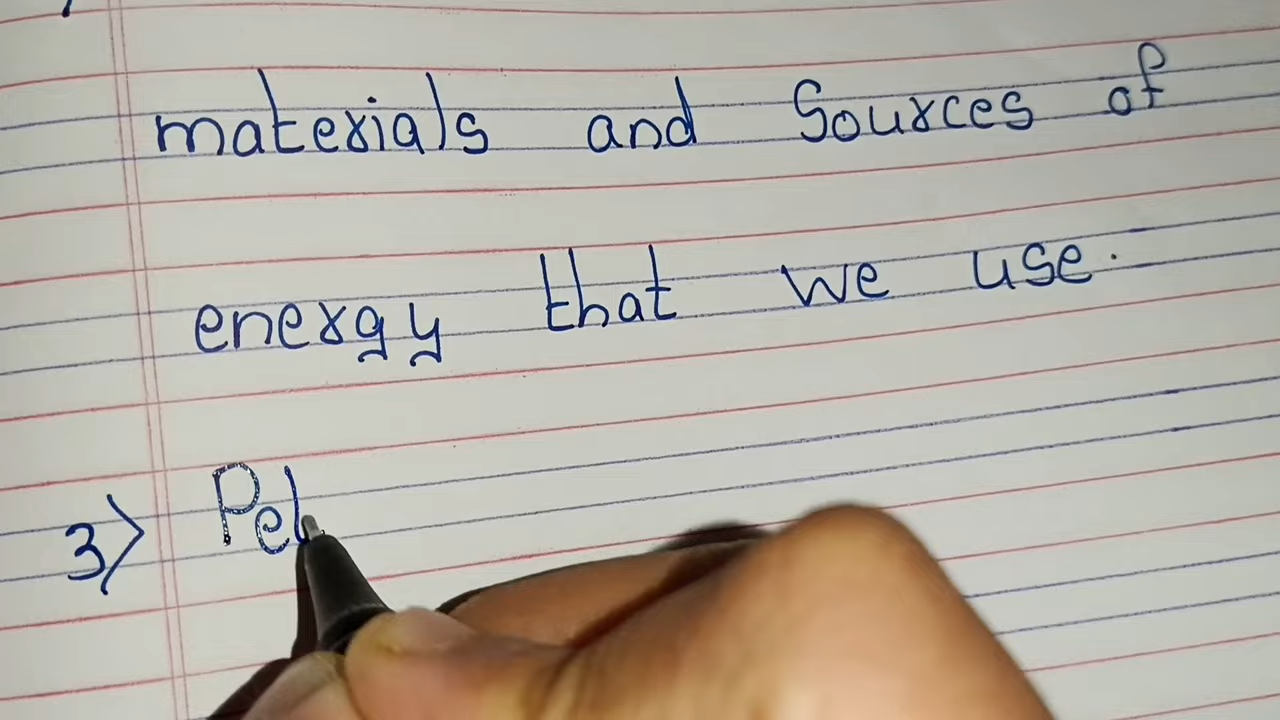 materials and Sources of
energy that we use.
3> Pel